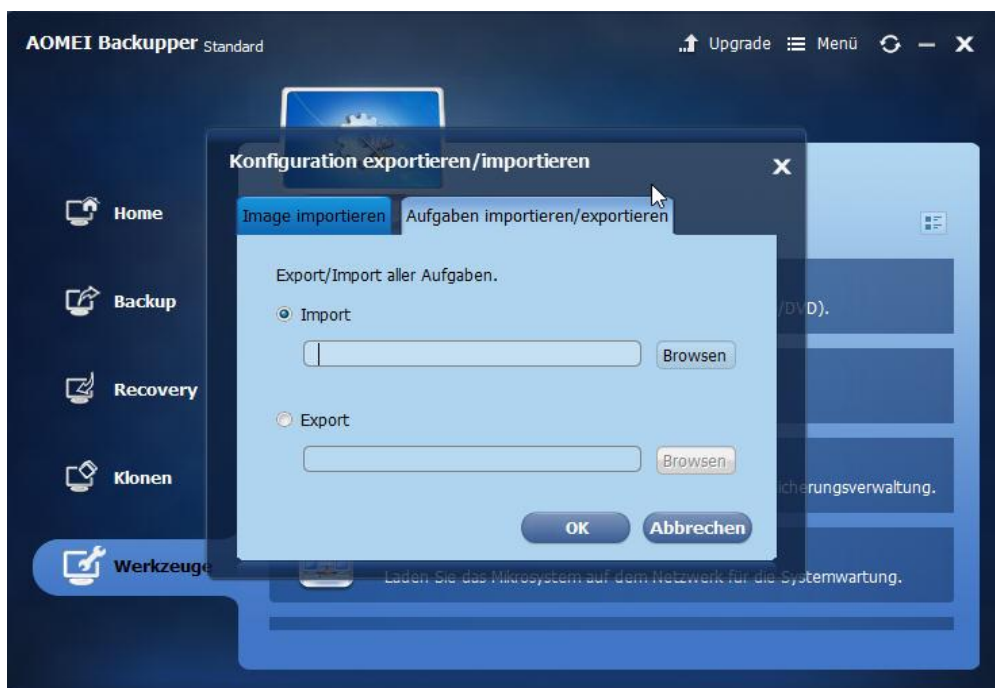 AOMEI Backupper Standard
Upgrade Menü
Konfiguration exportieren/importieren
Image importieren Aufgaben importieren/exportieren
Home
Export/Import aller Aufgaben.
Backup
Import
/DVD).
Browsen
Recovery
Export
Browsen
Klonen
icherungsverwaltung.
OK Abbrechen
Werkzeuge
Laden Sie das Mikrosystem auf dem Netzwerk für die Systemwartung.